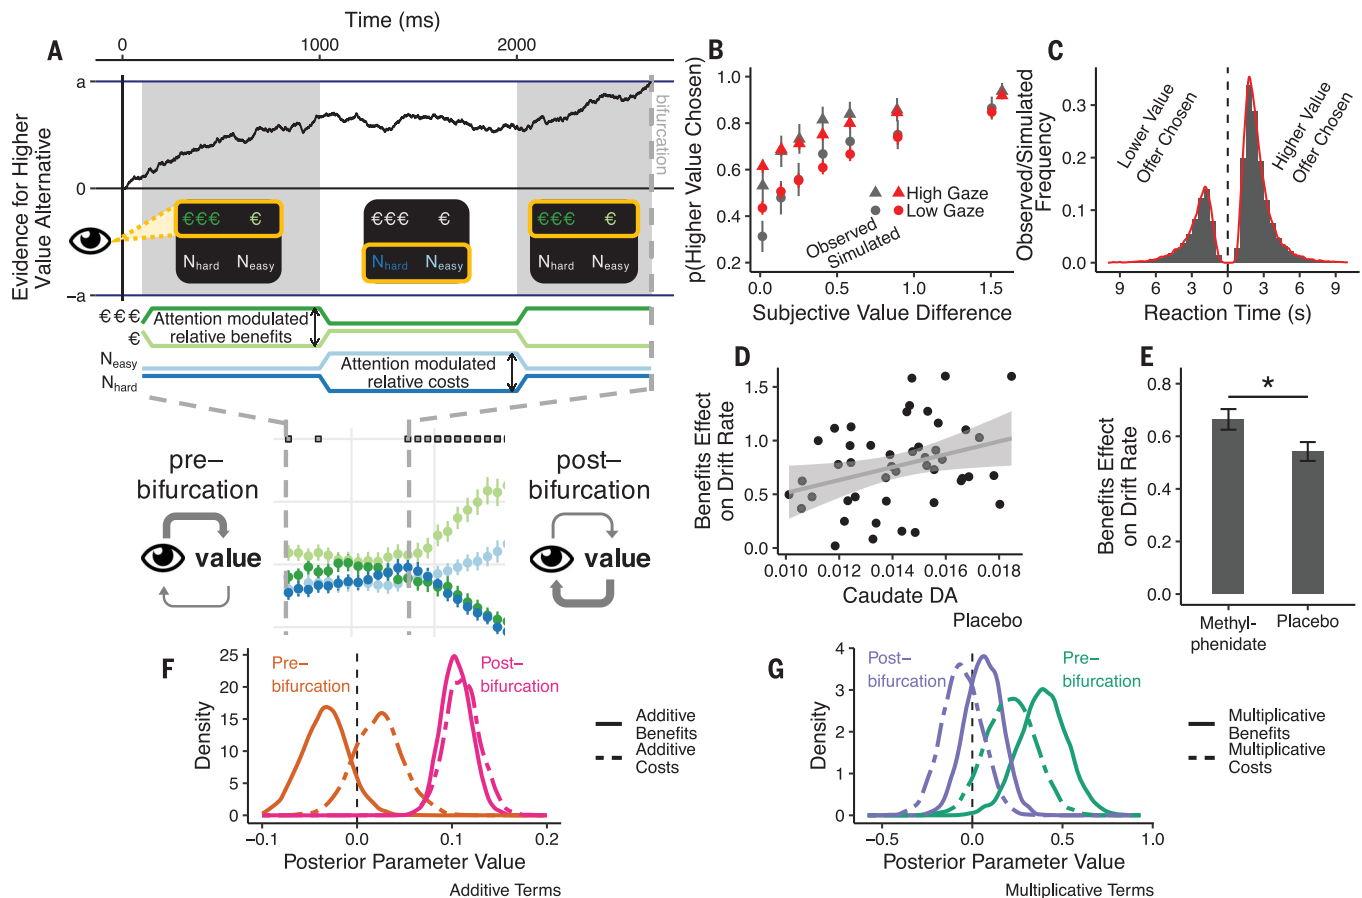 Time (ms)
A
0
1000
2000
a
0
−a
Evidence for Higher
Value Alternative
bifurcation
€€€
€
N hard
N easy
€€€
€
N hard
N easy
€€€
€
N hard
N easy
€€€
€
Attention modulated
relative benefits
N easy
N hard
Attention modulated
relative costs
pre–
bifurcation
value
post–
bifurcation
value
B
p(Higher Value Chosen)
1.0
0.8
0.6
0.4
0.2
High Gaze
Low Gaze
Observed
Simulated
0.0
0.5
1.0
1.5
Subjective Value Difference
C
Observed/Simulated
Frequency
0.3
0.2
0.1
0.0
Lower Value
Offer Chosen
Higher Value
Offer Chosen
9
6
3
0
3
6
9
Reaction Time (s)
D
Benefits Effect
on Drift Rate
1.5
1.0
0.5
0.0
0.010
0.012
0.014
0.016
0.018
Caudate DA
Placebo
E
Benefits Effect
on Drift Rate
0.8
0.6
0.4
0.2
0.0
*
Methyl-
phenidate
Placebo
F
Density
25
20
15
10
5
0
Pre–
bifurcation
Post–
bifurcation
Additive
Benefits
Additive
Costs
−0.1
0.0
0.1
0.2
Posterior Parameter Value
Additive Terms
G
Density
4
3
2
1
0
Post–
bifurcation
Pre–
bifurcation
Multiplicative
Benefits
Multiplicative
Costs
−0.5
0.0
0.5
1.0
Posterior Parameter Value
Multiplicative Terms